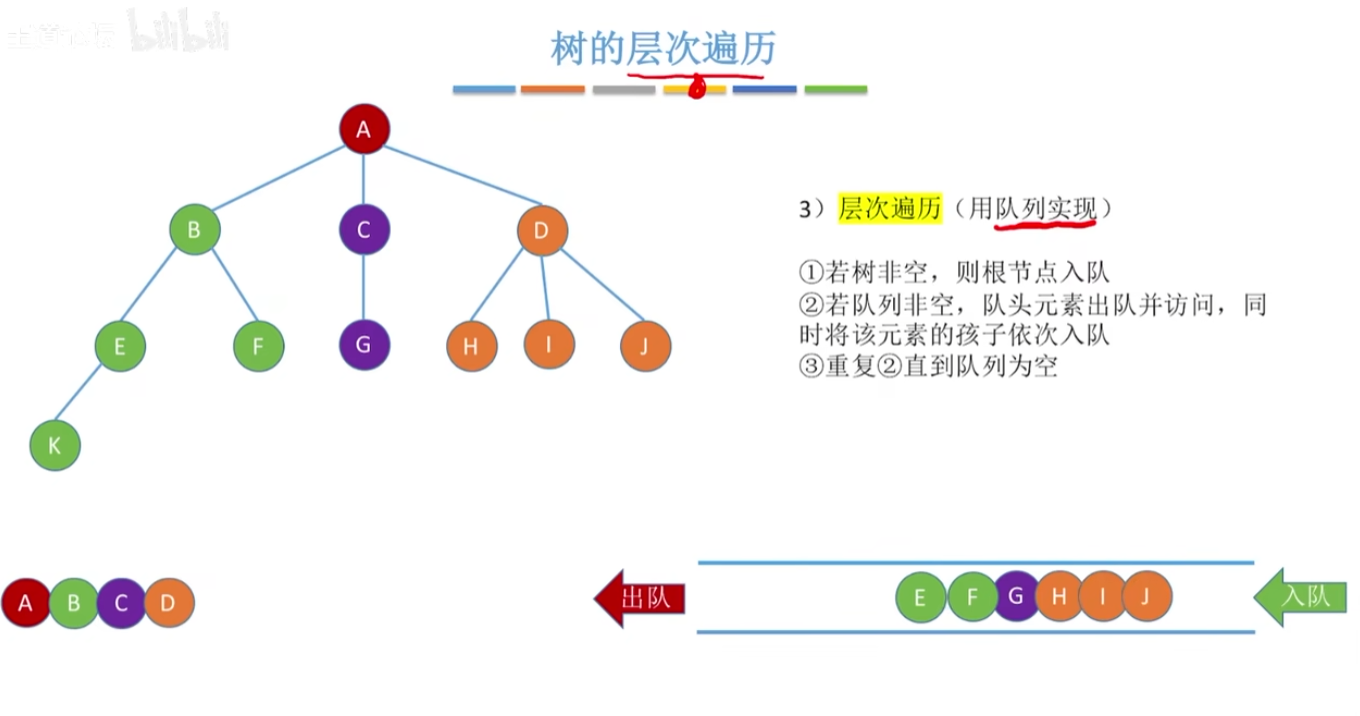 bilibili
树的层次遍历
A
B
C
D
E
F
G
H
I
J
K
3）层次遍历（用队列实现）
①若树非空，则根节点入队
②若队列非空，队头元素出队并访问，同
时将该元素的孩子依次入队
③重复②直到队列为空
A B C D
出队
E F G H I J
入队